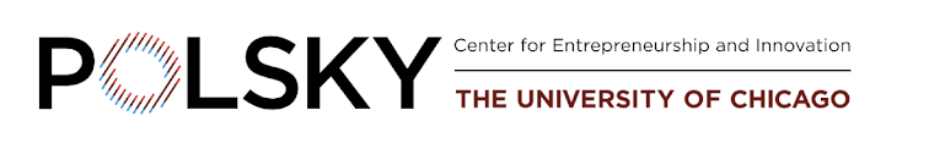 POLSKY
Center for Entrepreneurship and Innovation
THE UNIVERSITY OF CHICAGO